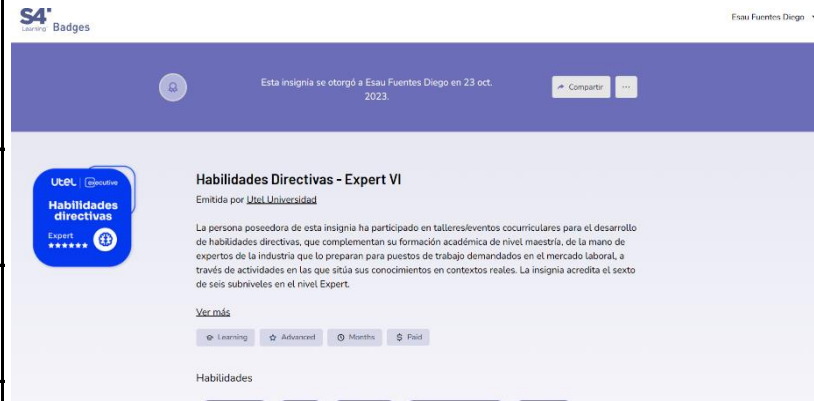 S4
Learning Badges
Esau Fuentes Diego
Esta insignia se otorgó a Esau Fuentes Diego en 23 oct.
2023.
Compartir
...
Utel executive
Habilidades
directivas
Expert
Habilidades Directivas - Expert VI
Emitida por Utel Universidad
La persona poseedora de esta insignia ha participado en talleres/eventos cocurriculares para el desarrollo
de habilidades directivas, que complementan su formación académica de nivel maestría, de la mano de
expertos de la industria que lo preparan para puestos de trabajo demandados en el mercado laboral, a
través de actividades en las que sitúa sus conocimientos en contextos reales. La insignia acredita el sexto
de seis subniveles en el nivel Expert.
Ver más
Learning Advanced Months Paid
Habilidades